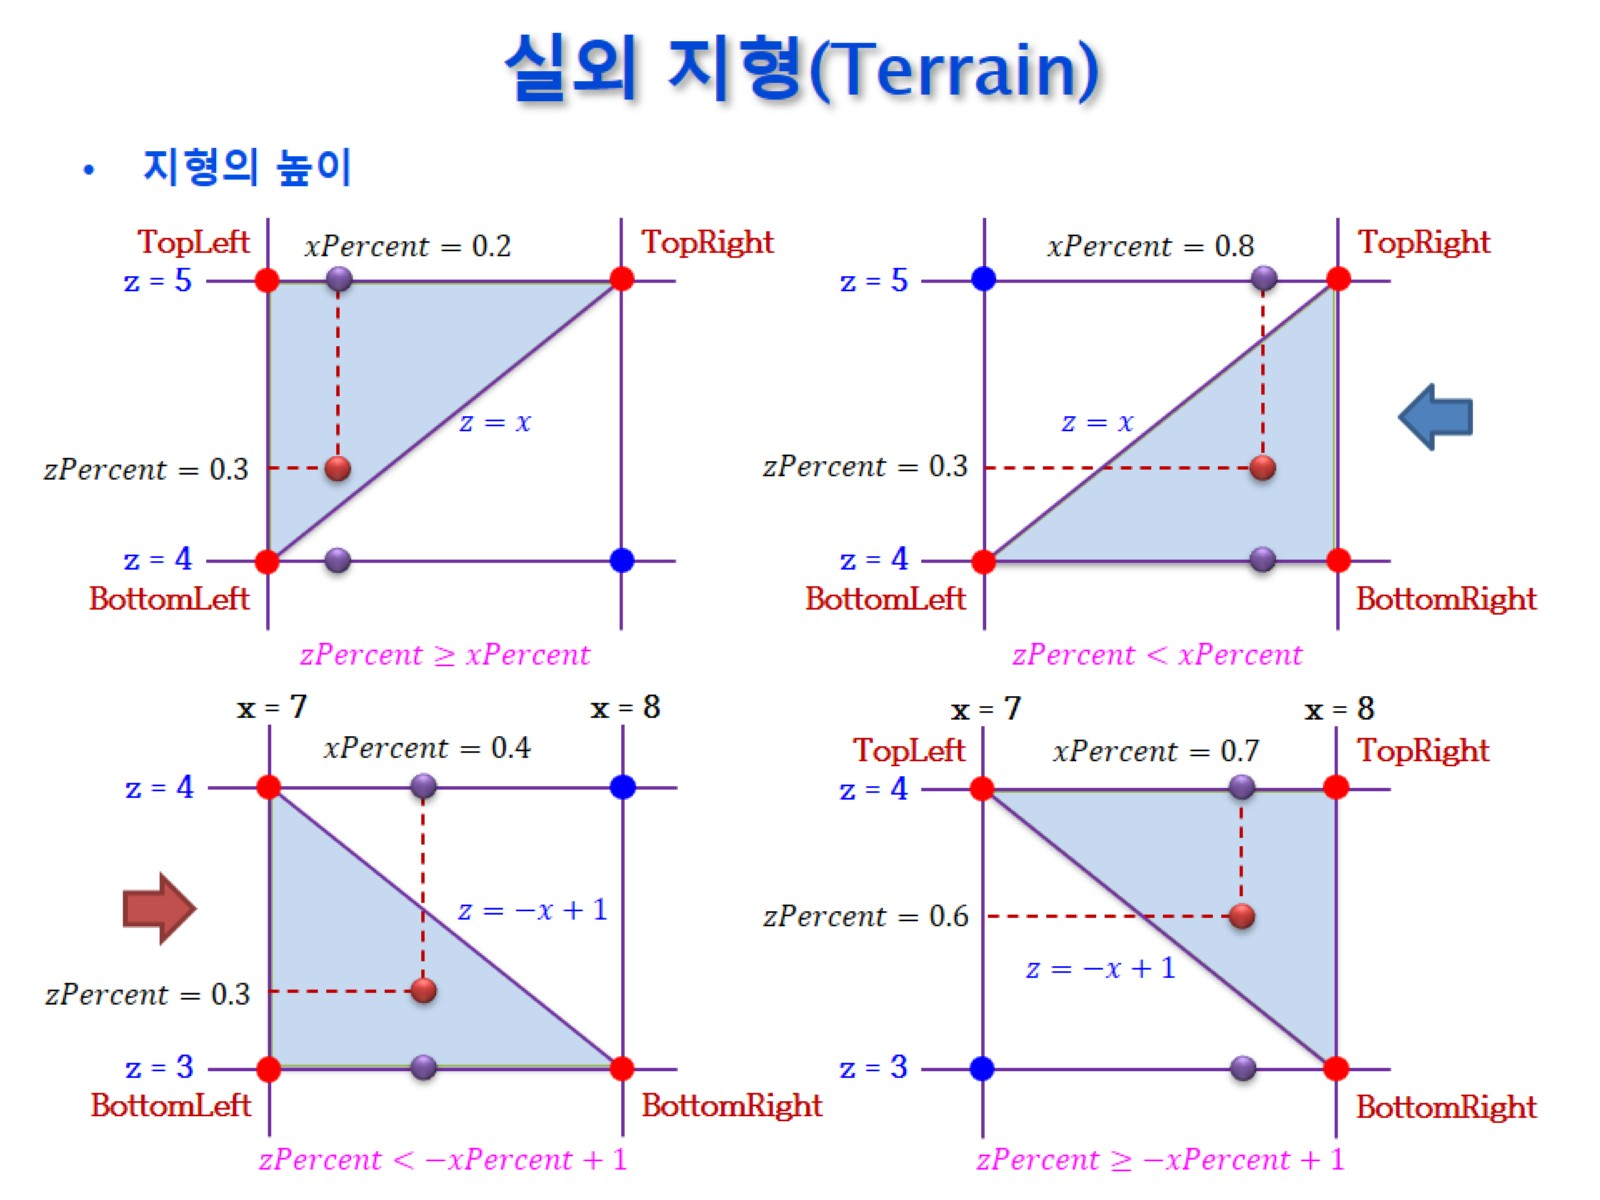 실외 지형(Terrain)
• 지형의 높이
TopLeft xPercent = 0.2 TopRight
z = 5
z = x
zPercent = 0.3
z = 4
BottomLeft
zPercent ≥ xPercent
xPercent = 0.8 TopRight
z = 5
z = x
zPercent = 0.3
z = 4
BottomLeft BottomRight
zPercent < xPercent
x = 7 x = 8
xPercent = 0.4
z = 4
z = −x + 1
zPercent = 0.3
z = 3
BottomLeft BottomRight
zPercent < −xPercent + 1
x = 7 x = 8
TopLeft xPercent = 0.7 TopRight
z = 4
zPercent = 0.6
z = −x + 1
z = 3
BottomRight
zPercent ≥ −xPercent + 1